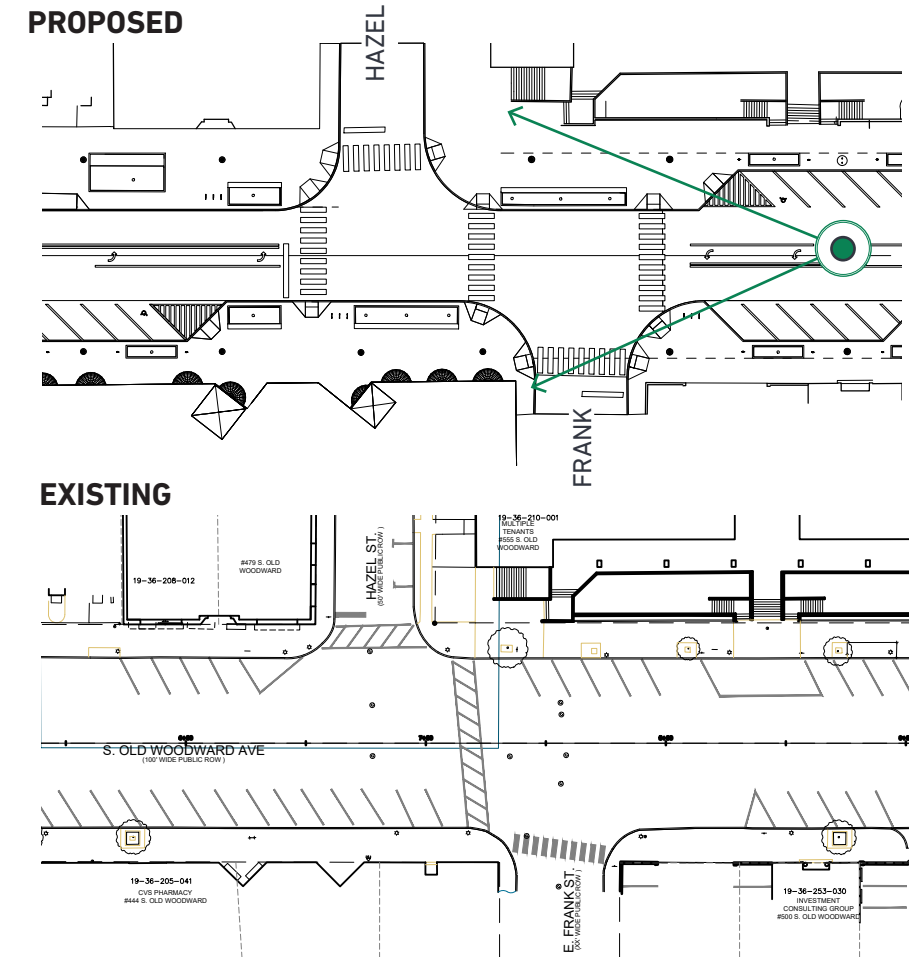 PROPOSED
HAZEL
FRANK
EXISTING
19-36-210-001
MULTIPLE
TENANTS
#555 S. OLD
WOODWARD
#479 S. OLD
WOODWARD
19-36-208-012
HAZEL ST.
(50' WIDE PUBLIC ROW )
S. OLD WOODWARD AVE
(100' WIDE PUBLIC ROW )
19-36-205-041
CVS PHARMACY
#444 S. OLD WOODWARD
E. FRANK ST.
(XX' WIDE PUBLIC ROW )
19-36-253-030
INVESTMENT
CONSULTING GROUP
#500 S. OLD WOODWARD